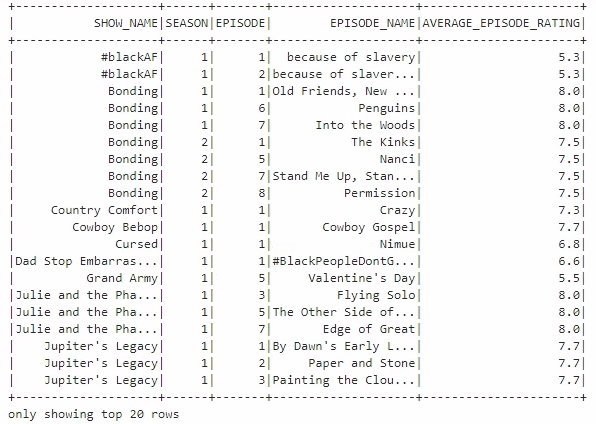 +--------------------+------+-------+--------------------+----------------------+
|           SHOW_NAME|SEASON|EPISODE|        EPISODE_NAME|AVERAGE_EPISODE_RATING|
+--------------------+------+-------+--------------------+----------------------+
|             #blackAF|     1|      1|  because of slavery|                   5.3|
|             #blackAF|     1|      2|because of slaver...|                   5.3|
|             Bonding|     1|      1|Old Friends, New ...|                   8.0|
|             Bonding|     1|      6|            Penguins|                   8.0|
|             Bonding|     1|      7|      Into the Woods|                   8.0|
|             Bonding|     2|      1|           The Kinks|                   7.5|
|             Bonding|     2|      5|               Nanci|                   7.5|
|             Bonding|     2|      7|Stand Me Up, Stan...|                   7.5|
|             Bonding|     2|      8|          Permission|                   7.5|
|     Country Comfort|     1|      1|               Crazy|                   7.3|
|        Cowboy Bebop|     1|      1|       Cowboy Gospel|                   7.7|
|              Cursed|     1|      1|               Nimue|                   6.8|
|Dad Stop Embarras...|     1|      1|#BlackPeopleDontG...|                   6.6|
|          Grand Army|     1|      5|     Valentine's Day|                   5.5|
|Julie and the Pha...|     1|      3|         Flying Solo|                   8.0|
|Julie and the Pha...|     1|      5|The Other Side of...|                   8.0|
|Julie and the Pha...|     1|      7|       Edge of Great|                   8.0|
|    Jupiter's Legacy|     1|      1|By Dawn's Early L...|                   7.7|
|    Jupiter's Legacy|     1|      2|     Paper and Stone|                   7.7|
|    Jupiter's Legacy|     1|      3|Painting the Clou...|                   7.7|
+--------------------+------+-------+--------------------+----------------------+
only showing top 20 rows